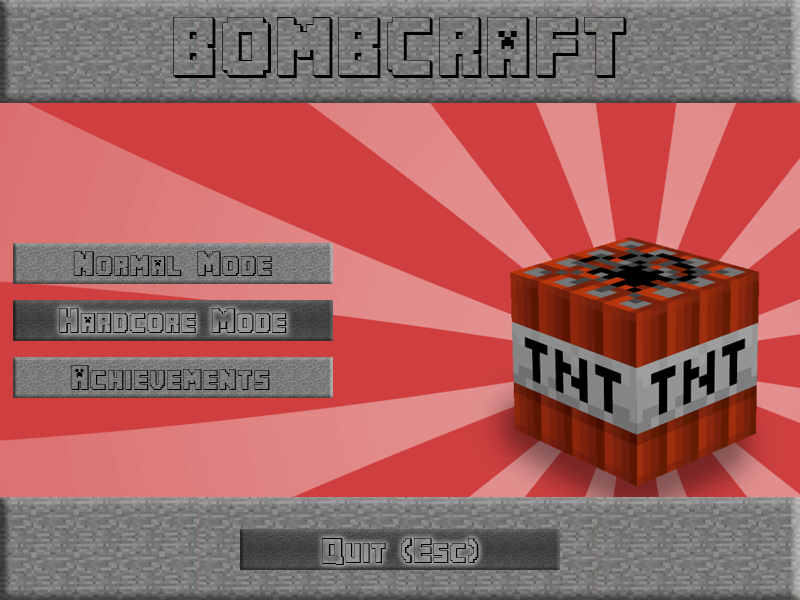 BOMBCRAFT
Normal Mode
Hardcore Mode
Achievements
TNT TNT
Quit (Esc)